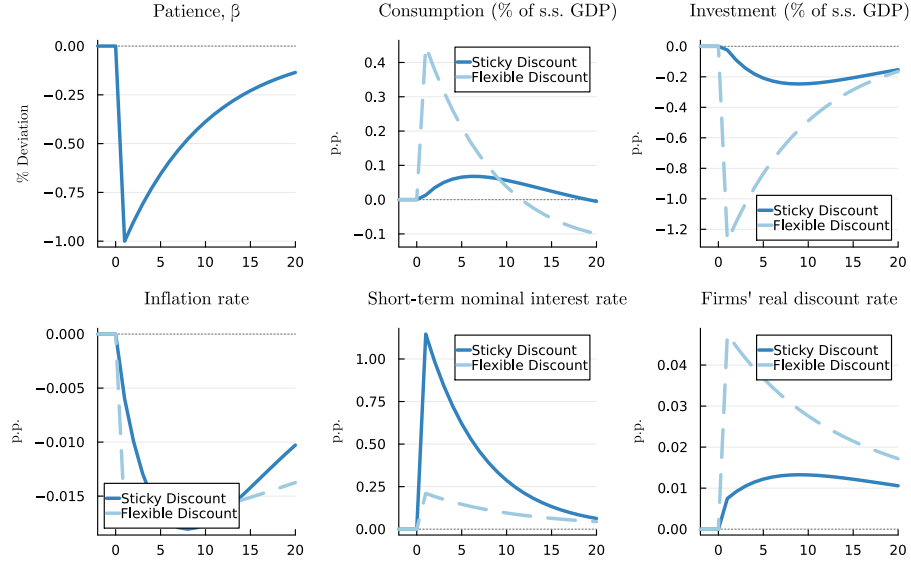 Patience, β
Consumption (% of s.s. GDP)
Investment (% of s.s. GDP)
% Deviation
0.00
−0.25
−0.50
−0.75
−1.00
0 5 10 15 20
p.p.
0.4
0.3
0.2
0.1
0.0
−0.1
Sticky Discount
Flexible Discount
0 5 10 15 20
p.p.
0.0
−0.2
−0.4
−0.6
−0.8
−1.0
−1.2
Sticky Discount
Flexible Discount
0 5 10 15 20
Inflation rate
Short-term nominal interest rate
Firms' real discount rate
p.p.
0.000
−0.005
−0.010
−0.015
Sticky Discount
Flexible Discount
0 5 10 15 20
p.p.
1.00
0.75
0.50
0.25
0.00
Sticky Discount
Flexible Discount
0 5 10 15 20
p.p.
0.04
0.03
0.02
0.01
0.00
Sticky Discount
Flexible Discount
0 5 10 15 20